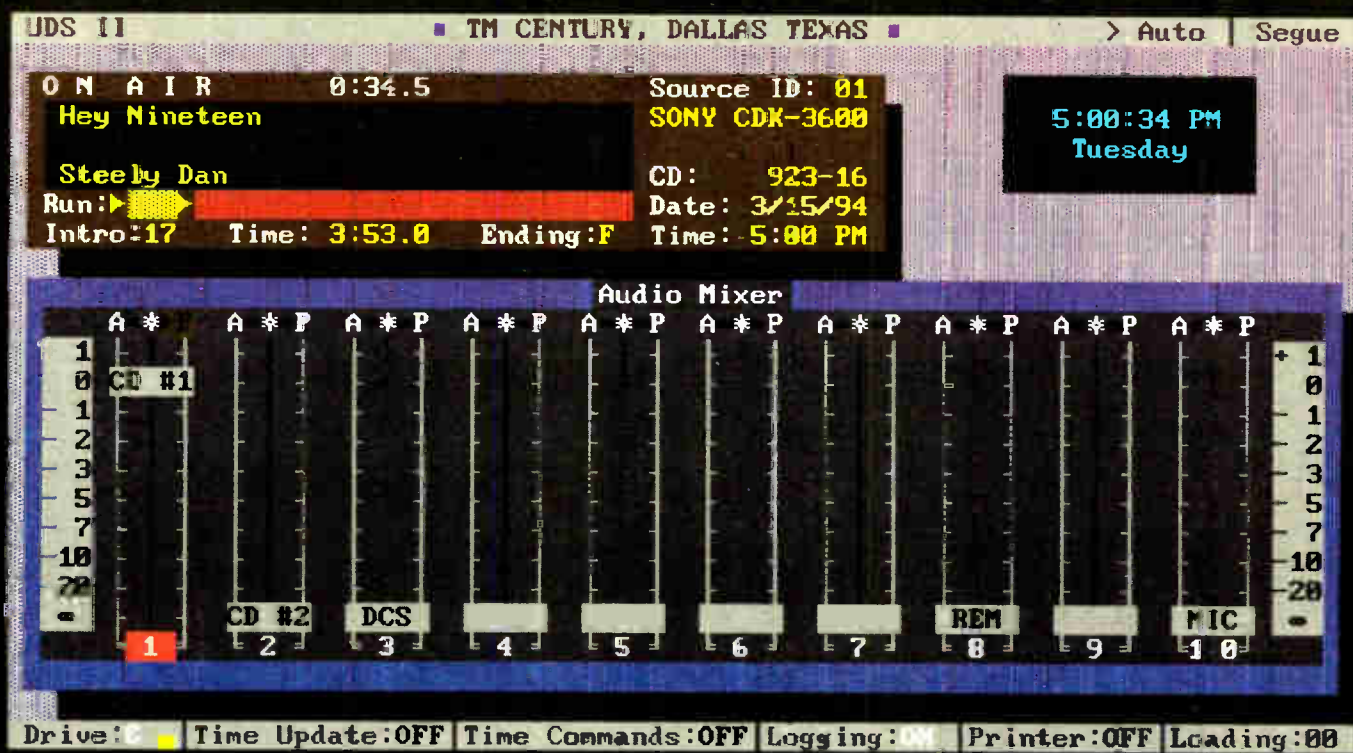 UDS II ▪ TM CENTURY, DALLAS TEXAS ▪ > Auto | Segue
O N A I R 0:34.5 Source ID: 01
Hey Nineteen SONY CDK-3600
5:00:34 PM
Tuesday
Steely Dan CD: 923-16
Run: Date: 3/15/94
Intro:17 Time: 3:53.0 Ending:F Time: 5:00 PM
Audio Mixer
A * A * P A * P A * P A * P A * P A * P A * P A * P A * P
1 + 1
0 CD #1 0
1 1
2 2
3 3
5 5
7 7
10 10
20 20
∞ CD #2 DCS REM MIC ∞
1 2 3 4 5 6 7 8 9 10
Drive: Time Update:OFF Time Commands:OFF Logging:ON Printer:OFF Loading:00